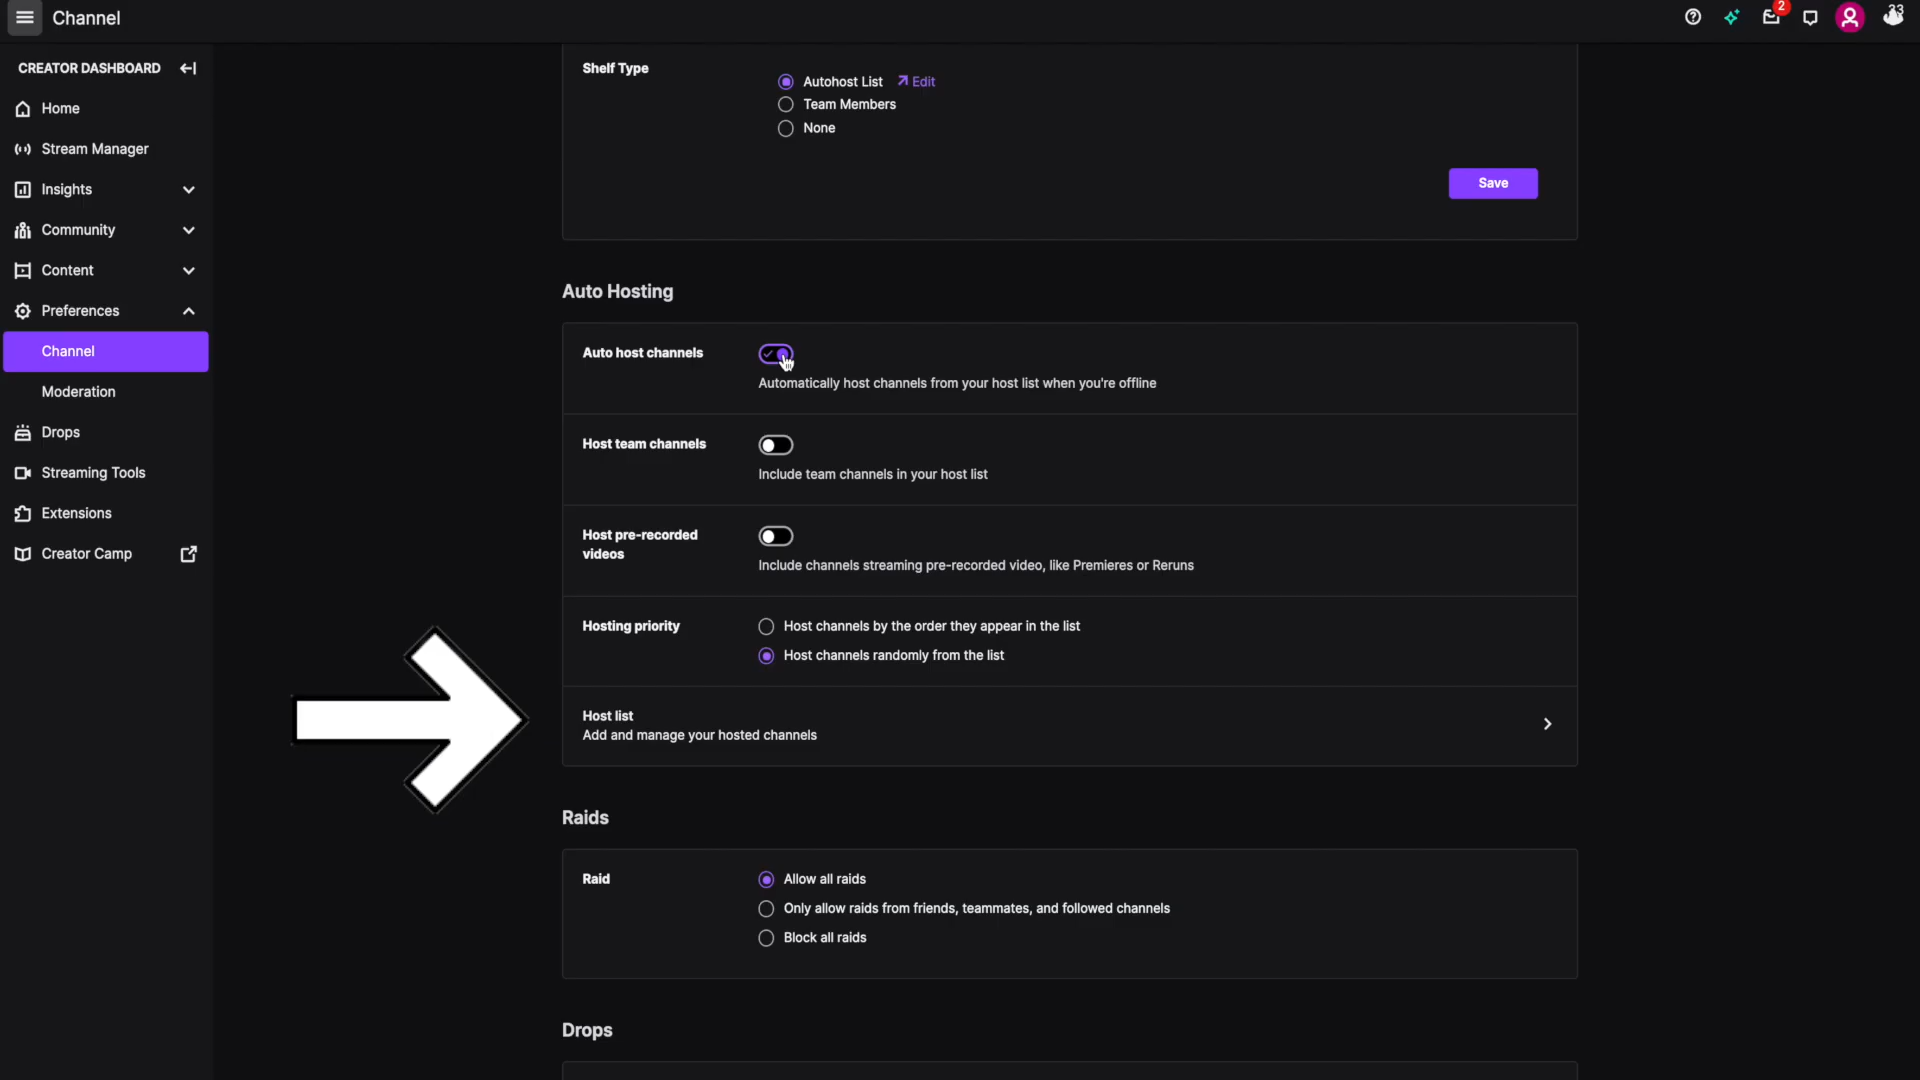 Channel
2
33
CREATOR DASHBOARD
Home
Stream Manager
Insights
Community
Content
Preferences
Channel
Moderation
Drops
Streaming Tools
Extensions
Creator Camp
Shelf Type
Autohost List Edit
Team Members
None
Save
Auto Hosting
Auto host channels
Automatically host channels from your host list when you're offline
Host team channels
Include team channels in your host list
Host pre-recorded
videos
Include channels streaming pre-recorded video, like Premieres or Reruns
Hosting priority
Host channels by the order they appear in the list
Host channels randomly from the list
Host list
Add and manage your hosted channels
Raids
Raid
Allow all raids
Only allow raids from friends, teammates, and followed channels
Block all raids
Drops